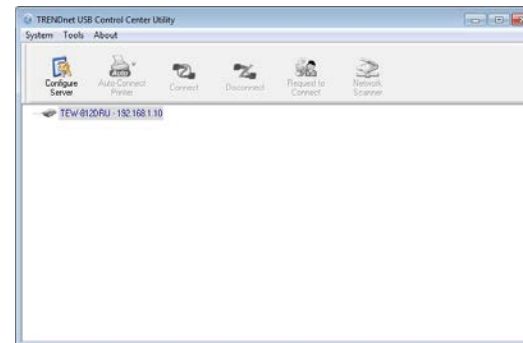 TRENDnet USB Control Center Utility
System Tools About
Configure Server
Auto-Connect Printer
Connect
Disconnect
Request to Connect
Network Scanner
TEW-812DRU - 192.168.1.10